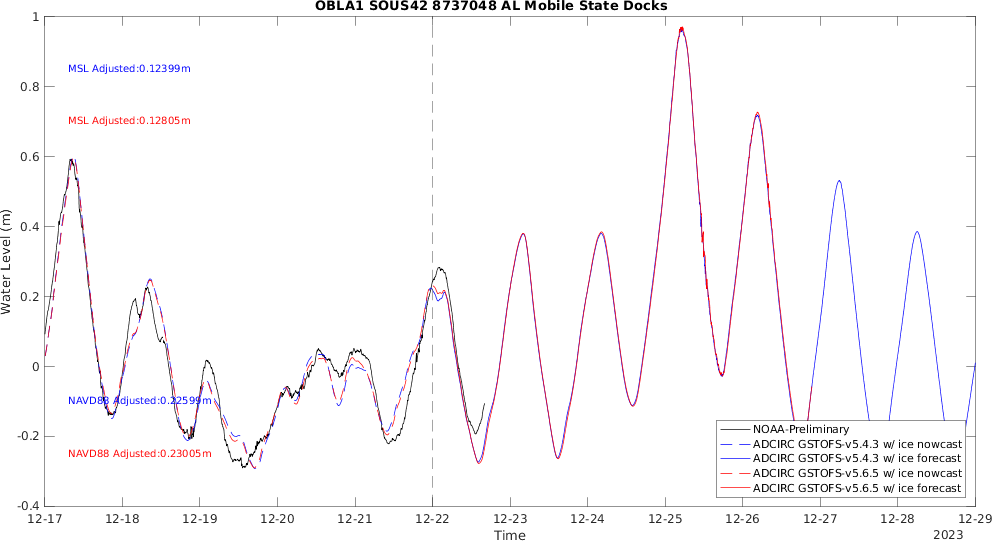 OBLA1 SOUS42 8737048 AL Mobile State Docks
Water Level (m)
1
0.8
0.6
0.4
0.2
0
-0.2
-0.4
MSL Adjusted:0.12399m
MSL Adjusted:0.12805m
NAVD88 Adjusted:0.22599m
NAVD88 Adjusted:0.23005m
NOAA-Preliminary
ADCIRC GSTOFS-v5.4.3 w/ ice nowcast
ADCIRC GSTOFS-v5.4.3 w/ ice forecast
ADCIRC GSTOFS-v5.6.5 w/ ice nowcast
ADCIRC GSTOFS-v5.6.5 w/ ice forecast
12-17 12-18 12-19 12-20 12-21 12-22 12-23 12-24 12-25 12-26 12-27 12-28 12-29
Time
2023